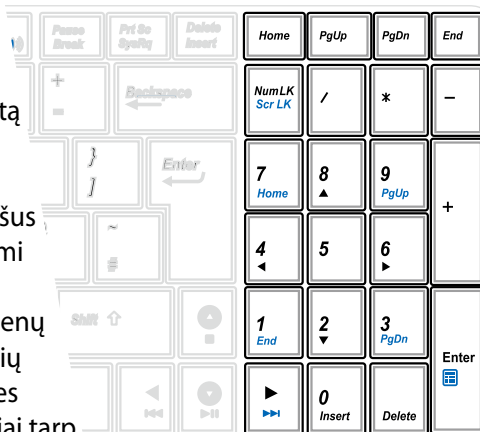 Pause Prt Sc Delete Home PgUp PgDn End
Break SysRq Insert
+ NumLK / * −
= Backspace Scr LK
tą
} Enter 7 8 9 +
] Home PgUp
šus
mi
~ 4 5 6
#
enų
Shift 1 2 3 Enter
End PgDn
ių
es
iai tarp
0
Insert Delete